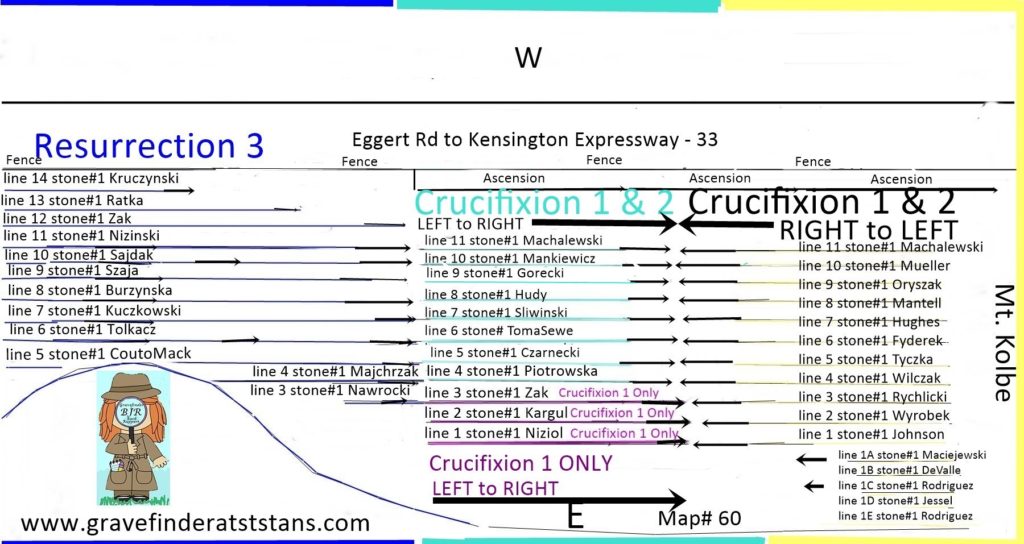 W
Eggert Rd to Kensington Expressway - 33
Resurrection 3
Fence
Fence
Fence
Fence
line 14 stone#1 Kruczynski
line 13 stone#1 Ratka
line 12 stone#1 Zak
line 11 stone#1 Nizinski
line 10 stone#1 Sajdak
line 9 stone#1 Szaja
line 8 stone#1 Burzynska
line 7 stone#1 Kuczkowski
line 6 stone#1 Tolkacz
line 5 stone#1 CoutoMack
line 4 stone#1 Majchrzak
line 3 stone#1 Nawrocki
Gravefinder
BJR
www.gravefinderatststans.com
Ascension
Ascension
Ascension
Crucifixion 1 & 2
LEFT to RIGHT
line 11 stone#1 Machalewski
line 10 stone#1 Mankiewicz
line 9 stone#1 Gorecki
line 8 stone#1 Hudy
line 7 stone#1 Sliwinski
line 6 stone# TomaSewe
line 5 stone#1 Czarnecki
line 4 stone#1 Piotrowska
line 3 stone#1 Zak Crucifixion 1 Only
line 2 stone#1 Kargul Crucifixion 1 Only
line 1 stone#1 Niziol Crucifixion 1 Only
Crucifixion 1 ONLY
LEFT to RIGHT
E
Map# 60
Crucifixion 1 & 2
RIGHT to LEFT
line 11 stone#1 Machalewski
line 10 stone#1 Mueller
line 9 stone#1 Oryszak
line 8 stone#1 Mantell
line 7 stone#1 Hughes
line 6 stone#1 Fyderek
line 5 stone#1 Tyczka
line 4 stone#1 Wilczak
line 3 stone#1 Rychlicki
line 2 stone#1 Wyrobek
line 1 stone#1 Johnson
line 1A stone#1 Maciejewski
line 1B stone#1 DeValle
line 1C stone#1 Rodriguez
line 1D stone#1 Jessel
line 1E stone#1 Rodriguez
Mt. Kolbe